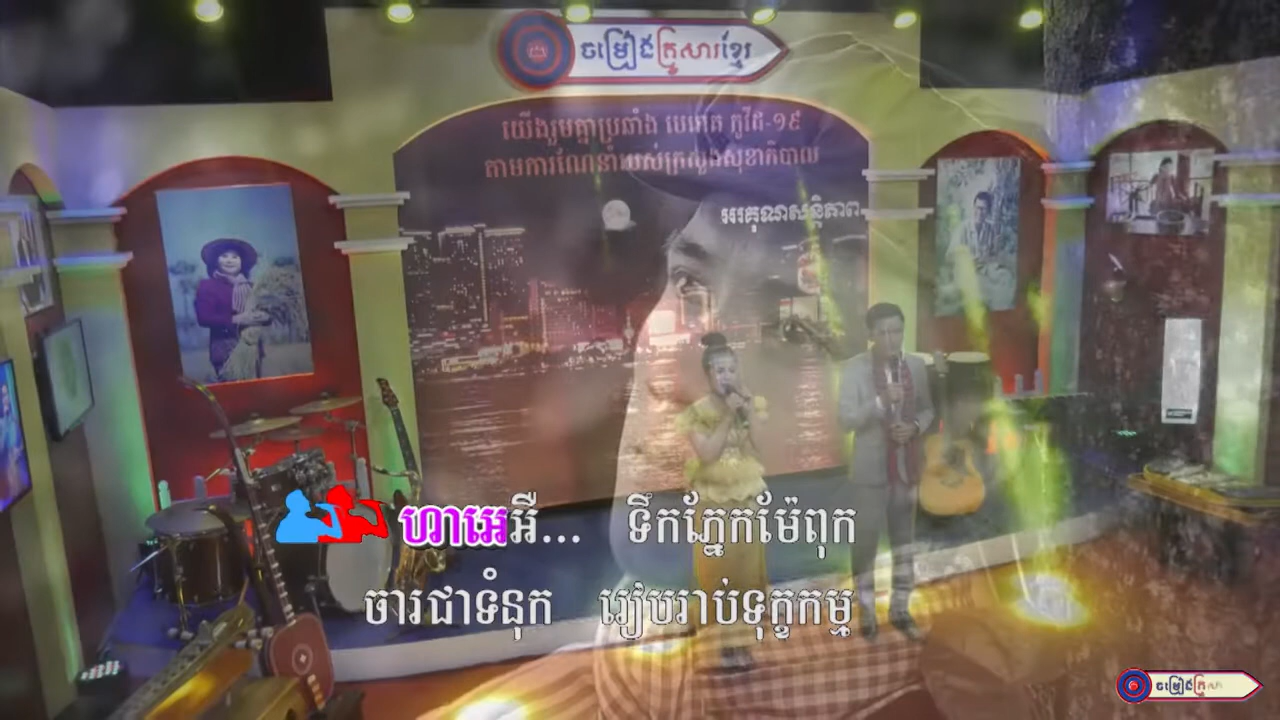 ចម្រៀងគ្រួសារខ្មែរ
យើងរួមគ្នាប្រឆាំង មេរោគ កូវីដ-១៩
តាមការណែនាំរបស់ក្រសួងសុខាភិបាល
អរគុណសន្តិភាព
ហាអេអឺ... ទឹកភ្នែកម៉ែពុក
ចារជាទំនុក រៀបរាប់ទុក្ខកម្ម
ចម្រៀងគ្រួសារ